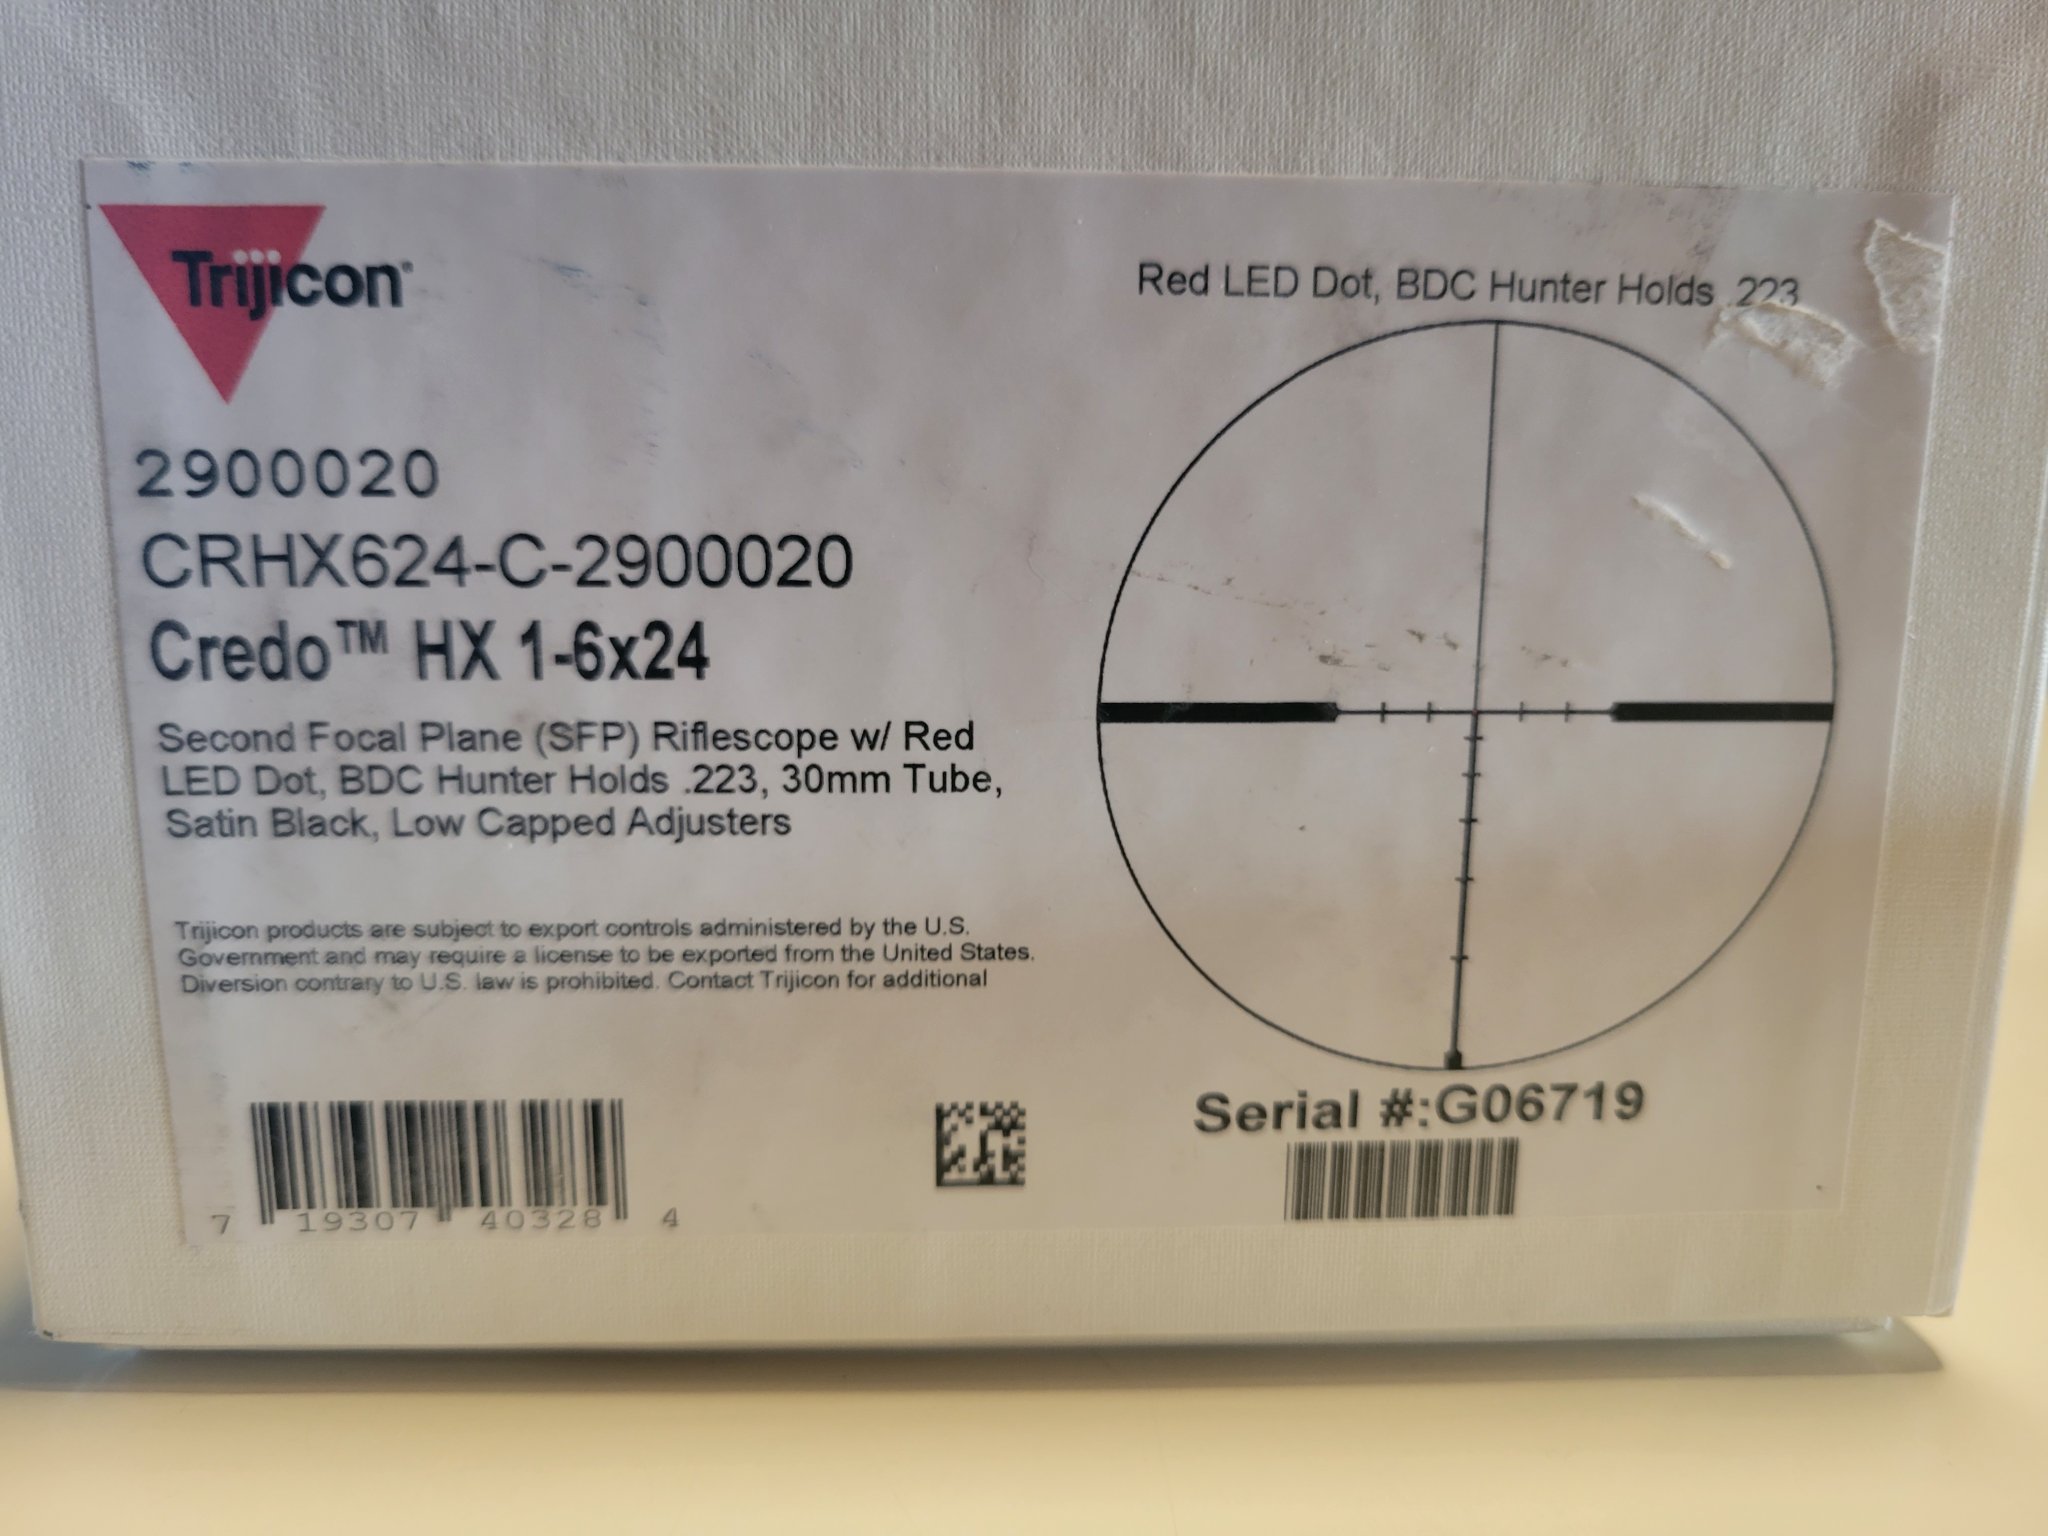 Trijicon®
2900020
CRHX624-C-2900020
Credo™ HX 1-6x24
Second Focal Plane (SFP) Riflescope w/ Red
LED Dot, BDC Hunter Holds .223, 30mm Tube,
Satin Black, Low Capped Adjusters
Trijicon products are subject to export controls administered by the U.S.
Government and may require a license to be exported from the United States.
Diversion contrary to U.S. law is prohibited. Contact Trijicon for additional
7 19307 40328 4
Red LED Dot, BDC Hunter Holds .223
Serial #:G06719